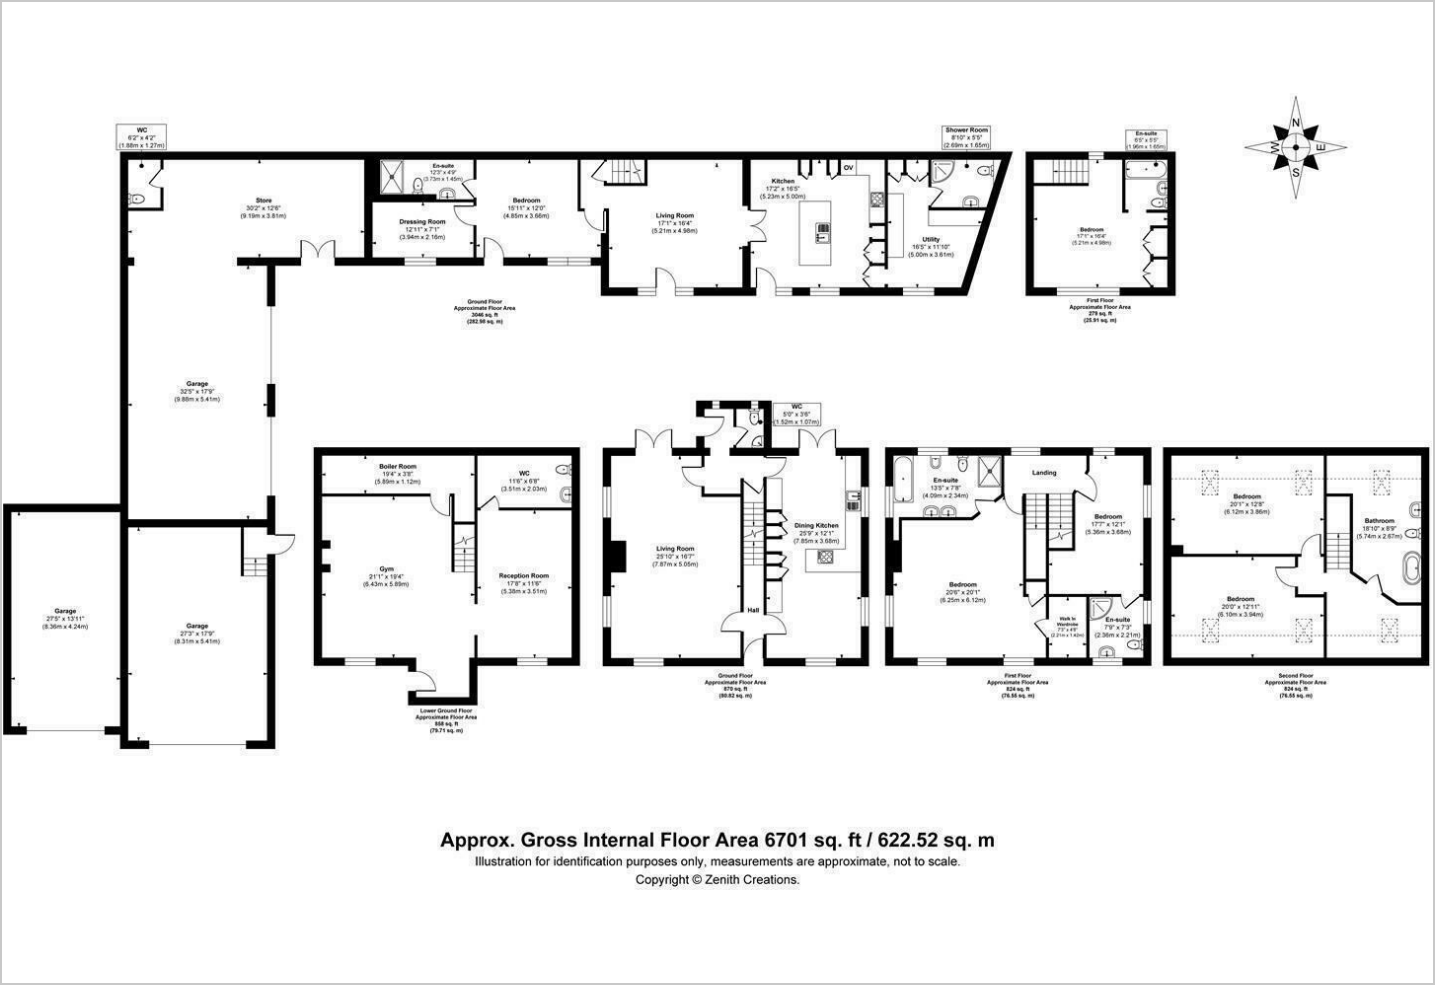 WC
6'2" x 4'2"
(1.88m x 1.27m)
Store
30'2" x 12'6"
(9.19m x 3.81m)
En-suite
12'3" x 4'9"
(3.73m x 1.45m)
Dressing Room
12'11" x 7'1"
(3.94m x 2.16m)
Bedroom
15'11" x 12'0"
(4.85m x 3.66m)
Living Room
17'1" x 16'4"
(5.21m x 4.98m)
Kitchen
17'2" x 16'5"
(5.23m x 5.00m)
OV
Shower Room
8'10" x 5'5"
(2.69m x 1.65m)
Utility
16'5" x 11'10"
(5.00m x 3.61m)
En-suite
6'5" x 5'5"
(1.96m x 1.65m)
Bedroom
17'1" x 16'4"
(5.21m x 4.98m)
First Floor
Approximate Floor Area
279 sq. ft
(25.91 sq. m)
N
W
E
S
Ground Floor
Approximate Floor Area
3046 sq. ft
(282.98 sq. m)
Garage
32'5" x 17'9"
(9.88m x 5.41m)
Garage
27'5" x 13'11"
(8.36m x 4.24m)
Garage
27'3" x 17'9"
(8.31m x 5.41m)
Boiler Room
19'4" x 3'8"
(5.89m x 1.12m)
WC
11'6" x 6'8"
(3.51m x 2.03m)
Gym
21'1" x 19'4"
(6.43m x 5.89m)
Reception Room
17'8" x 11'6"
(5.38m x 3.51m)
Lower Ground Floor
Approximate Floor Area
858 sq. ft
(79.71 sq. m)
WC
5'0" x 3'6"
(1.52m x 1.07m)
Living Room
25'10" x 16'7"
(7.87m x 5.05m)
Dining Kitchen
25'9" x 12'1"
(7.85m x 3.68m)
Hall
Ground Floor
Approximate Floor Area
870 sq. ft
(80.82 sq. m)
En-suite
13'5" x 7'8"
(4.09m x 2.34m)
Landing
Bedroom
17'7" x 12'1"
(5.36m x 3.68m)
Bedroom
20'6" x 20'1"
(6.25m x 6.12m)
Walk In
Wardrobe
En-suite
7'9" x 7'3"
(2.36m x 2.21m)
First Floor
Approximate Floor Area
824 sq. ft
(76.55 sq. m)
Bedroom
20'1" x 12'8"
(6.12m x 3.86m)
Bathroom
18'10" x 8'9"
(5.74m x 2.67m)
Bedroom
20'0" x 12'11"
(6.10m x 3.94m)
Second Floor
Approximate Floor Area
824 sq. ft
(76.55 sq. m)
Approx. Gross Internal Floor Area 6701 sq. ft / 622.52 sq. m
Illustration for identification purposes only, measurements are approximate, not to scale.
Copyright © Zenith Creations.